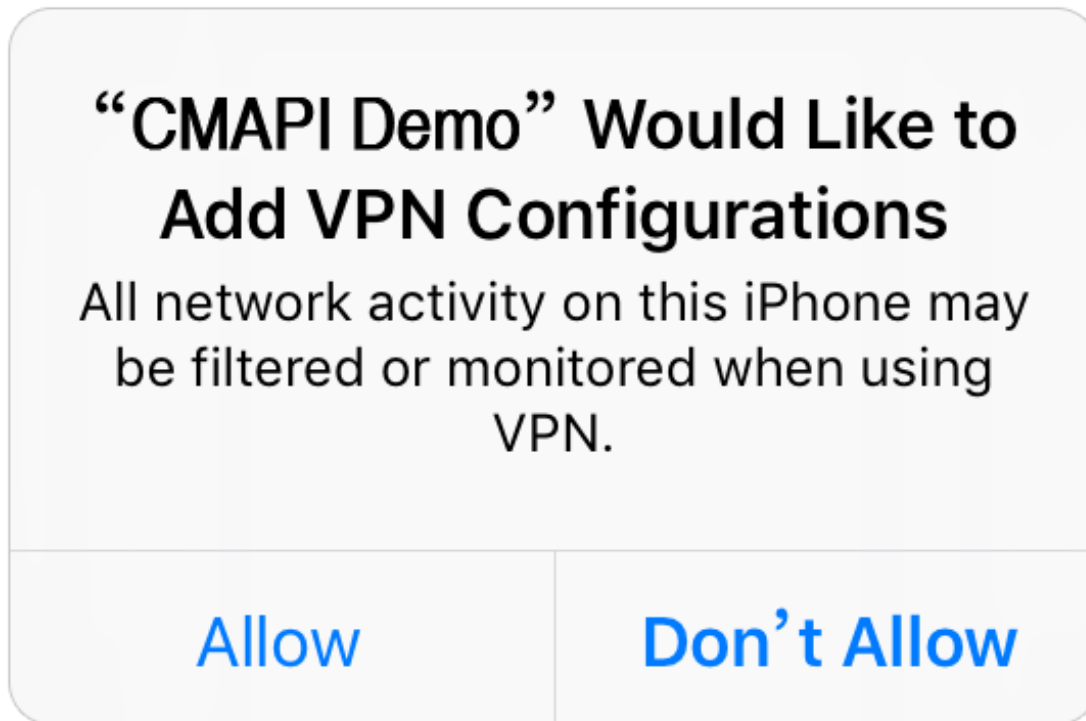 “CMAPI Demo” Would Like to
Add VPN Configurations
All network activity on this iPhone may
be filtered or monitored when using
VPN.
Allow
Don’t Allow